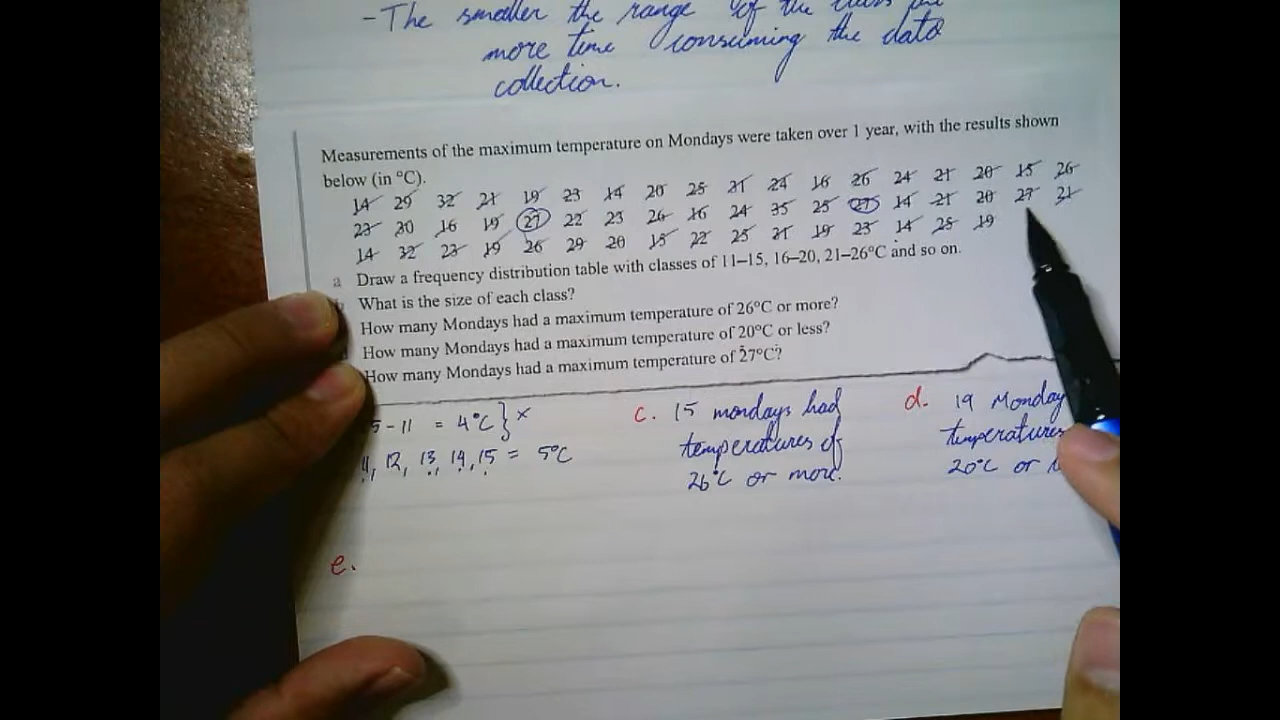 - The smaller the range of the
more time consuming the data
collection.
Measurements of the maximum temperature on Mondays were taken over 1 year, with the results shown
below (in °C).
14 29 32 21 19 23 14 20 25 21 24 16 26 24 21 20 15 26
23 30 16 19 27 22 23 26 16 24 35 25 27 14 21 20 27 31
14 32 23 19 26 29 20 15 22 25 21 19 23 14 25 19
a Draw a frequency distribution table with classes of 11–15, 16–20, 21–26°C and so on.
What is the size of each class?
How many Mondays had a maximum temperature of 26°C or more?
How many Mondays had a maximum temperature of 20°C or less?
How many Mondays had a maximum temperature of 27°C?
5 - 11 = 4°C } ×
11, 12, 13, 14, 15 = 5°C
c. 15 mondays had
temperatures of
26°C or more.
d. 19 Monday
temperatures
20°C or
e.